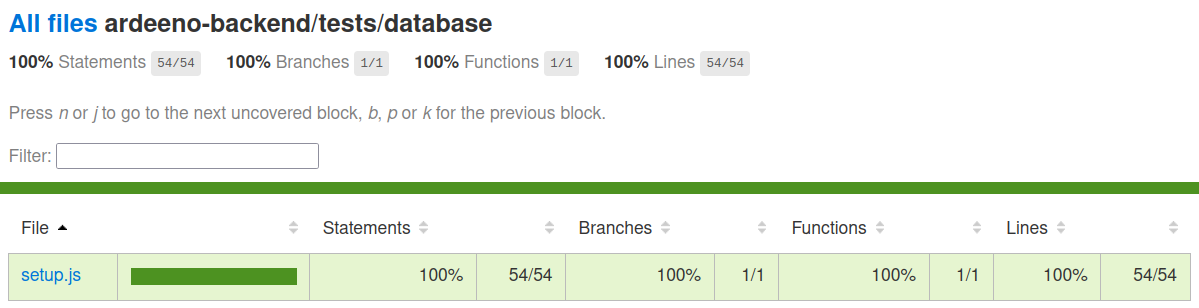 All files ardeeno-backend/tests/database
100% Statements 54/54 100% Branches 1/1 100% Functions 1/1 100% Lines 54/54
Press n or j to go to the next uncovered block, b, p or k for the previous block.
Filter:
File Statements Branches Functions Lines
setup.js 100% 54/54 100% 1/1 100% 1/1 100% 54/54